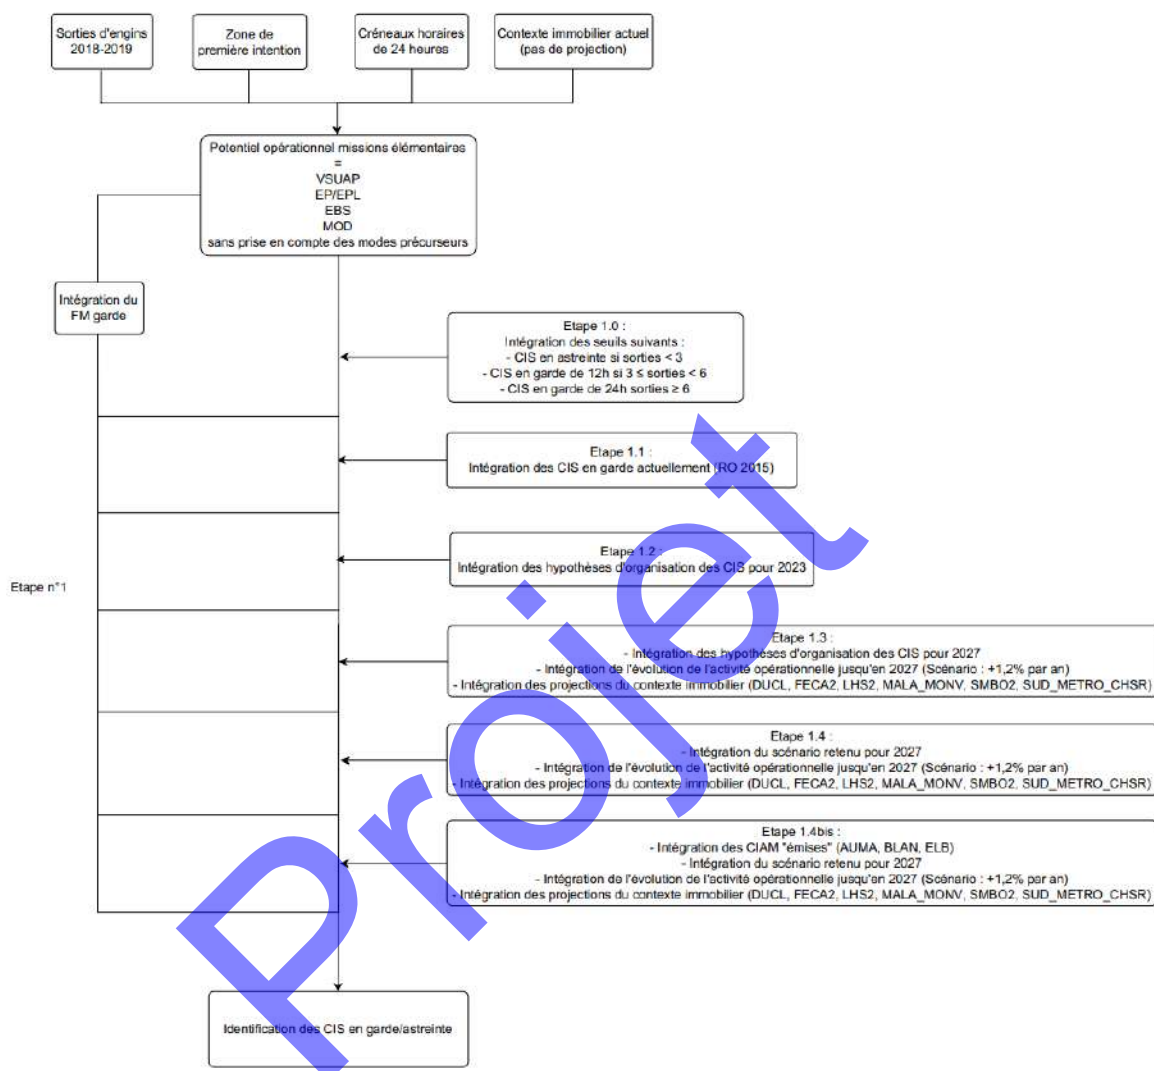 Sorties d'engins
2018-2019
Zone de
première intention
Créneaux horaires
de 24 heures
Contexte immobilier actuel
(pas de projection)
Potentiel opérationnel missions élémentaires
=
VSUAP
EP/EPL
EBS
MOD
sans prise en compte des modes précurseurs
Intégration du
FM garde
Etape 1.0 :
Intégration des seuils suivants :
- CIS en astreinte si sorties < 3
- CIS en garde de 12h si 3 ≤ sorties < 6
- CIS en garde de 24h sorties ≥ 6
Etape 1.1 :
Intégration des CIS en garde actuellement (RO 2015)
Etape 1.2 :
Intégration des hypothèses d'organisation des CIS pour 2023
Etape n°1
Etape 1.3 :
- Intégration des hypothèses d'organisation des CIS pour 2027
- Intégration de l'évolution de l'activité opérationnelle jusqu'en 2027 (Scénario : +1,2% par an)
- Intégration des projections du contexte immobilier (DUCL, FECA2, LHS2, MALA_MONV, SMBO2, SUD_METRO_CHSR)
Etape 1.4 :
- Intégration du scénario retenu pour 2027
- Intégration de l'évolution de l'activité opérationnelle jusqu'en 2027 (Scénario : +1,2% par an)
- Intégration des projections du contexte immobilier (DUCL, FECA2, LHS2, MALA_MONV, SMBO2, SUD_METRO_CHSR)
Etape 1.4bis :
- Intégration des CIAM "émises" (AUMA, BLAN, ELB)
- Intégration du scénario retenu pour 2027
- Intégration de l'évolution de l'activité opérationnelle jusqu'en 2027 (Scénario : +1,2% par an)
- Intégration des projections du contexte immobilier (DUCL, FECA2, LHS2, MALA_MONV, SMBO2, SUD_METRO_CHSR)
Identification des CIS en garde/astreinte
Projet